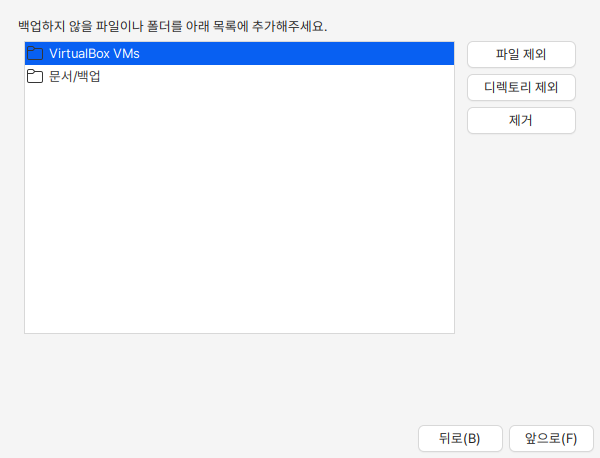 백업하지 않을 파일이나 폴더를 아래 목록에 추가해주세요.
VirtualBox VMs
문서/백업
파일 제외
디렉토리 제외
제거
뒤로(B)
앞으로(F)